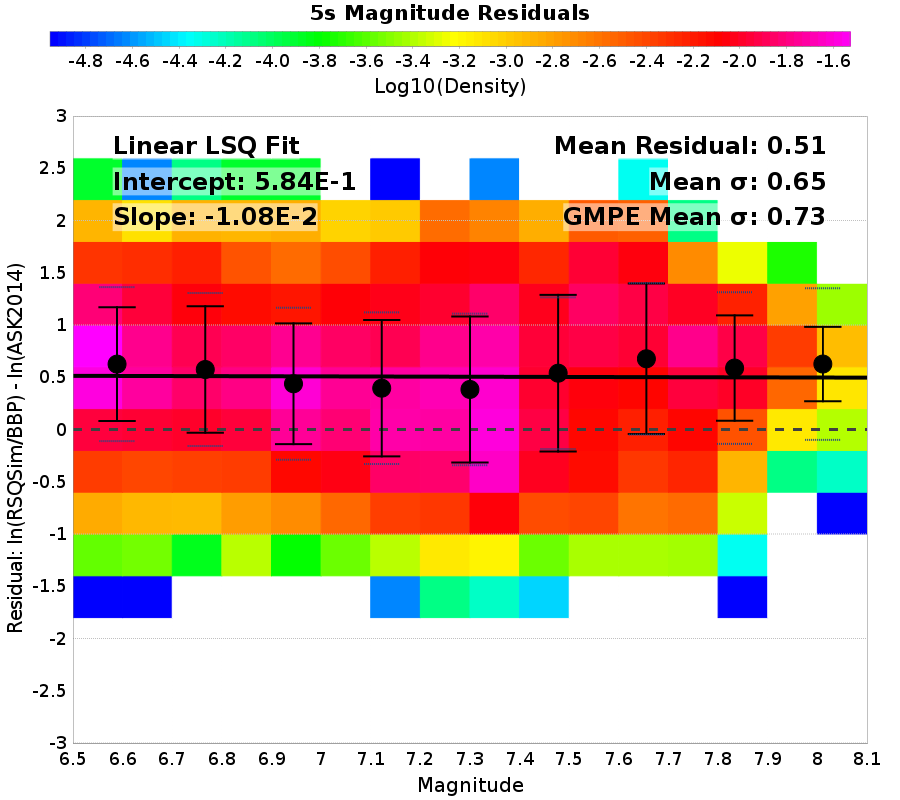 5s Magnitude Residuals
-4.8 -4.6 -4.4 -4.2 -4.0 -3.8 -3.6 -3.4 -3.2 -3.0 -2.8 -2.6 -2.4 -2.2 -2.0 -1.8 -1.6
Log10(Density)
Linear LSQ Fit
Intercept: 5.84E-1
Slope: -1.08E-2
Mean Residual: 0.51
Mean σ: 0.65
GMPE Mean σ: 0.73
Residual: ln(RSQSim/BBP) - ln(ASK2014)
3
2.5
2
1.5
1
0.5
0
-0.5
-1
-1.5
-2
-2.5
-3
6.5 6.6 6.7 6.8 6.9 7 7.1 7.2 7.3 7.4 7.5 7.6 7.7 7.8 7.9 8 8.1
Magnitude